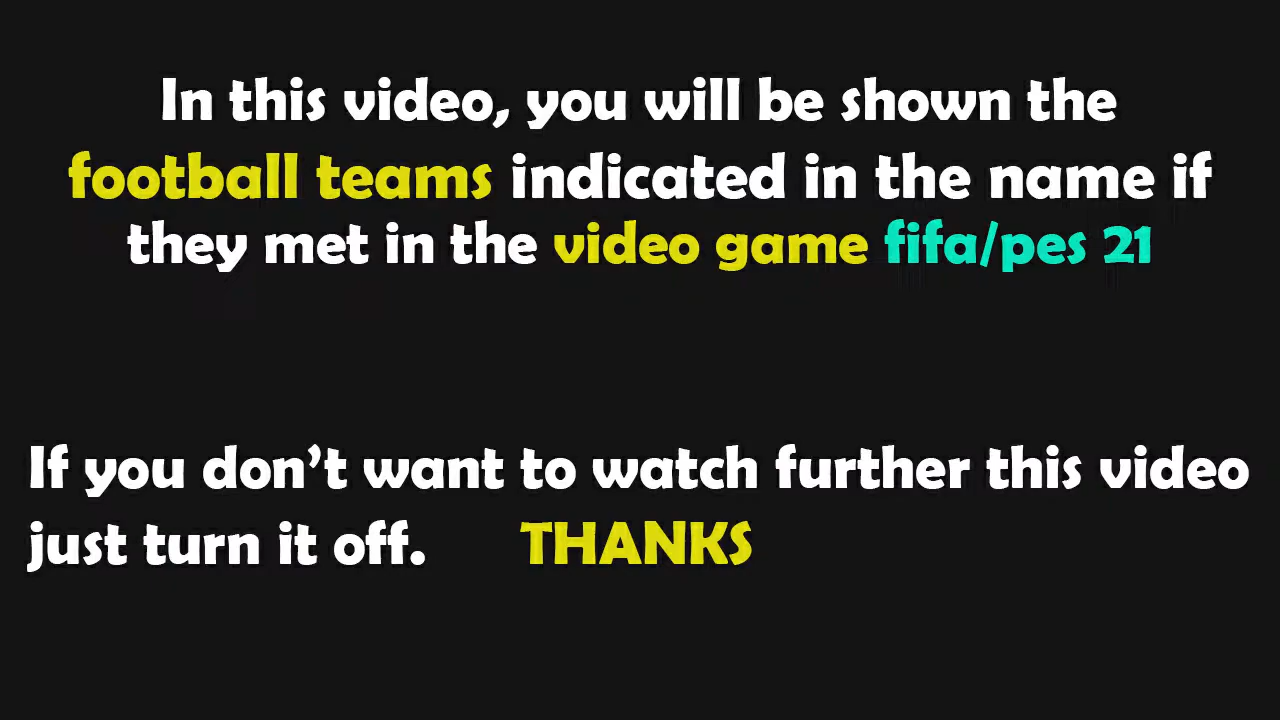 In this video, you will be shown the
football teams indicated in the name if
they met in the video game fifa/pes 21
If you don't want to watch further this video
just turn it off. THANKS